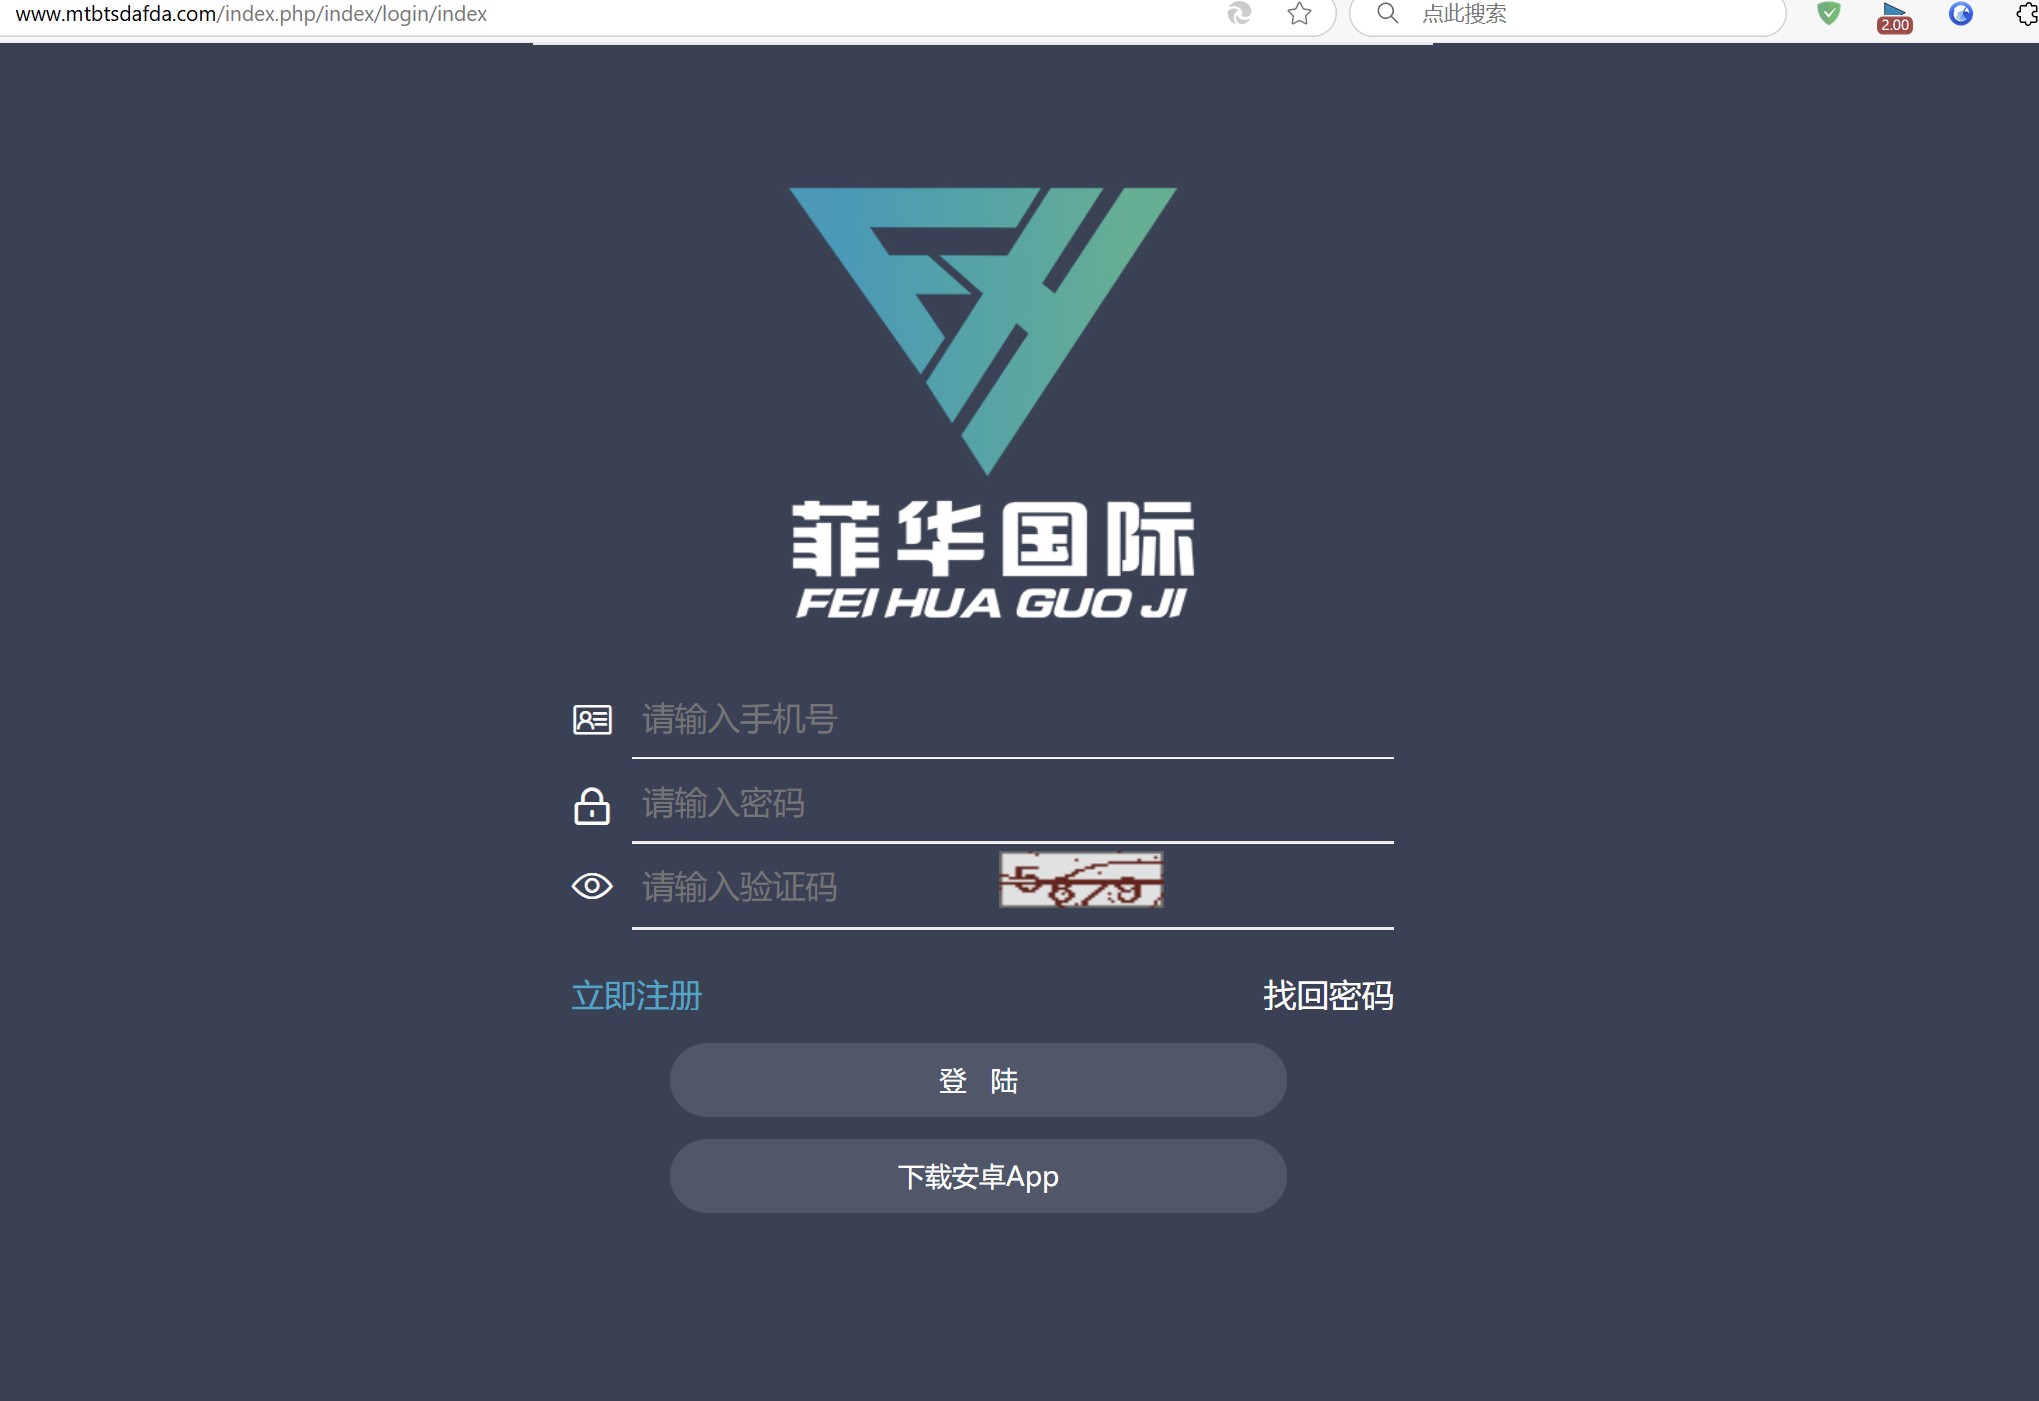 www.mtbtsdafda.com/index.php/index/login/index
点此搜索
2.00
菲华国际
FEI HUA GUO JI
请输入手机号
请输入密码
请输入验证码
立即注册
找回密码
登 陆
下载安卓App